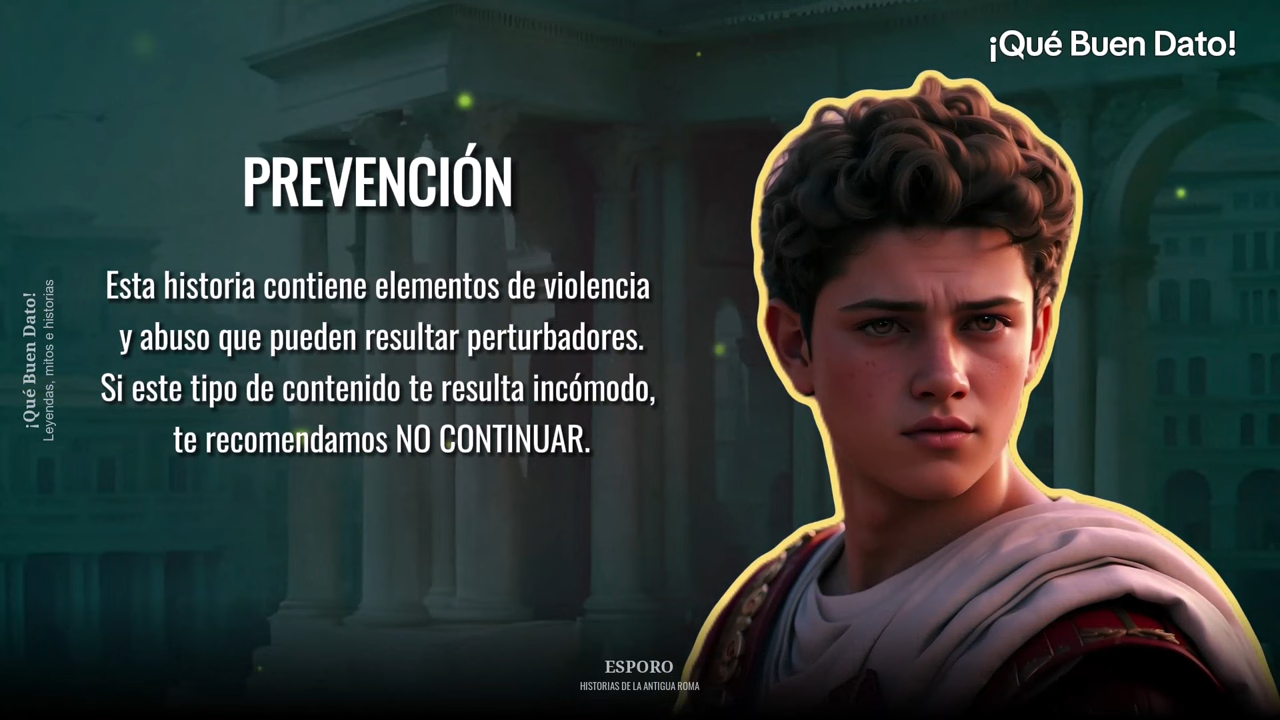 ¡Qué Buen Dato!
PREVENCIÓN
Esta historia contiene elementos de violencia
y abuso que pueden resultar perturbadores.
Si este tipo de contenido te resulta incómodo,
te recomendamos NO CONTINUAR.
¡Qué Buen Dato!
Leyendas, mitos e historias
ESPORO
HISTORIAS DE LA ANTIGUA ROMA